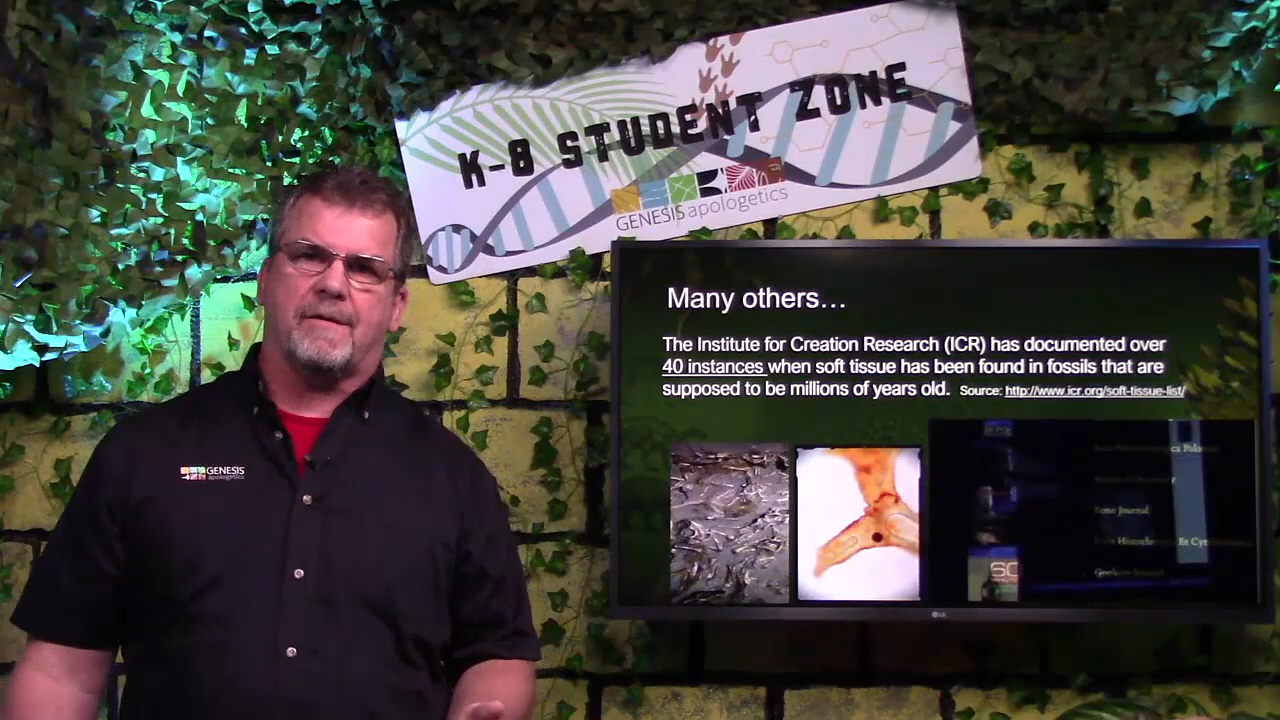 K-8 STUDENT ZONE
GENESIS apologetics
GENESIS
apologetics
Many others…
The Institute for Creation Research (ICR) has documented over
40 instances when soft tissue has been found in fossils that are
supposed to be millions of years old. Source: http://www.icr.org/soft-tissue-list/
Bone Journal
60
LG